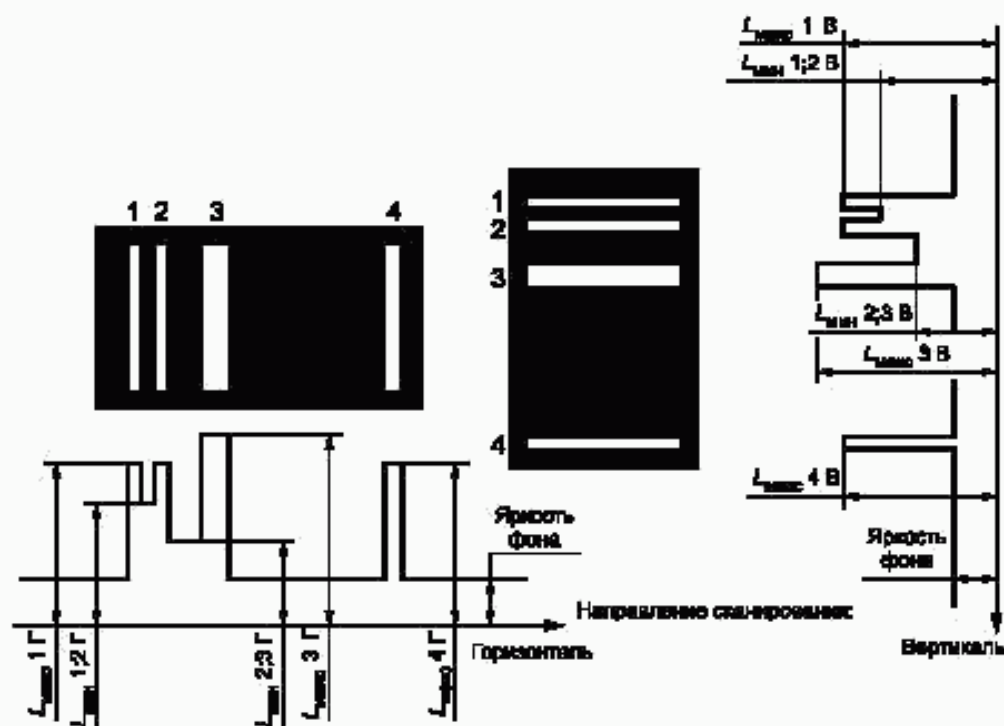 Lмакс 1 В
Lмин 1;2 В
1 2 3 4
1
2
3
4
Lмин 2;3 В
Lмакс 3 В
Lмакс 4 В
Яркость
фона
Яркость
фона
Направление сканирования:
Горизонталь
Вертикаль
Lмакс 1 Г
Lмин 1;2 Г
Lмин 2;3 Г
Lмакс 3 Г
Lмакс 4 Г